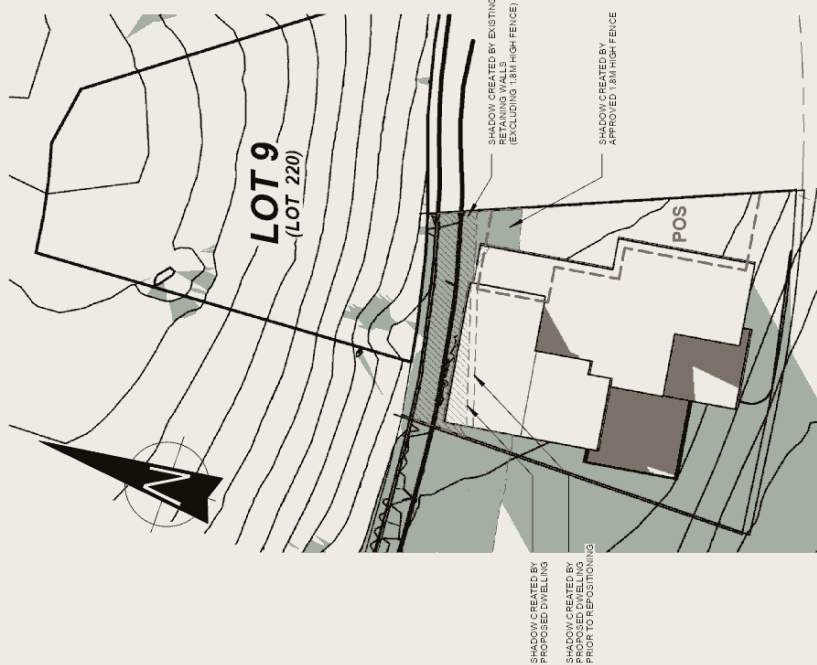 SHADOW CREATED BY EXISTING
RETAINING WALLS
(EXCLUDING 1.8M HIGH FENCE)
SHADOW CREATED BY
APPROVED 1.8M HIGH FENCE
LOT 9
(LOT 220)
POS
N
SHADOW CREATED BY
PROPOSED DWELLING
SHADOW CREATED BY
PROPOSED DWELLING
PRIOR TO REPOSITIONING